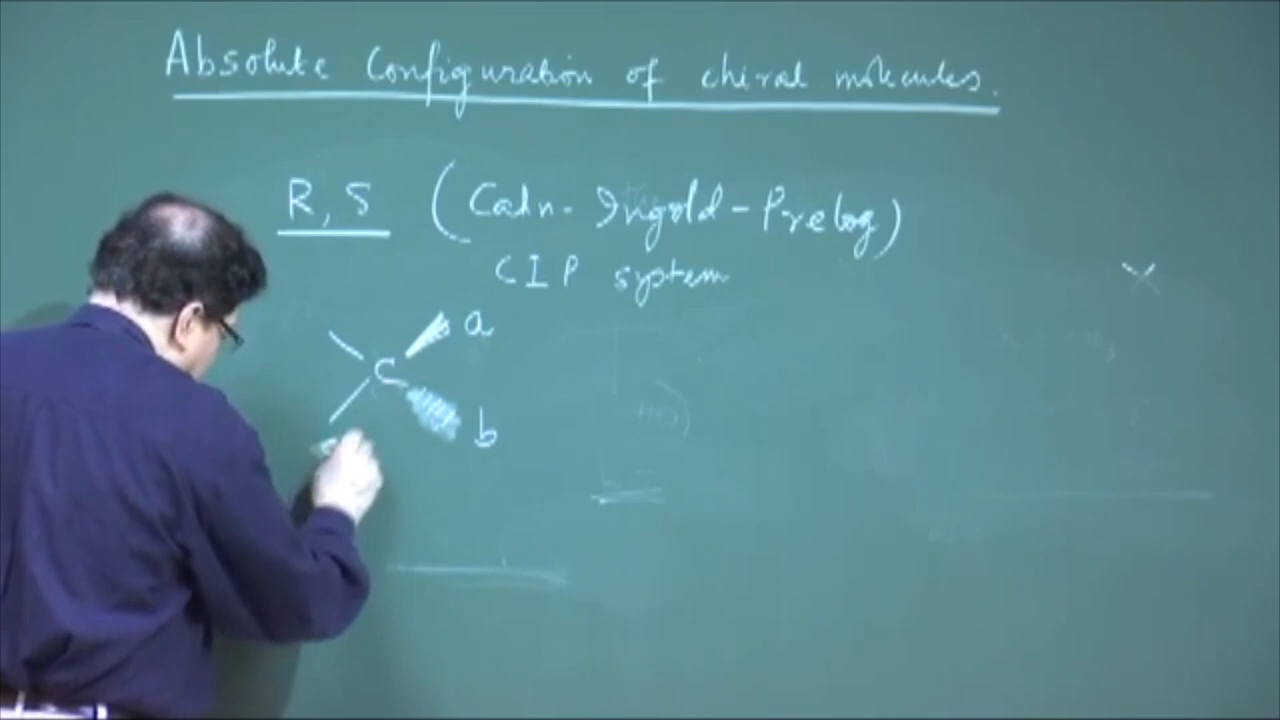 Absolute Configuration of chiral molecules.
R, S (Cahn-Ingold-Prelog)
CIP system
a
C
b